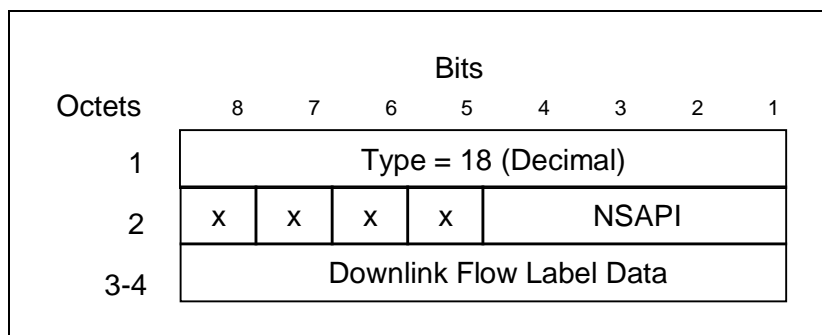 Bits
Octets 8 7 6 5 4 3 2 1
1 Type = 18 (Decimal)
2 x x x x NSAPI
3-4 Downlink Flow Label Data